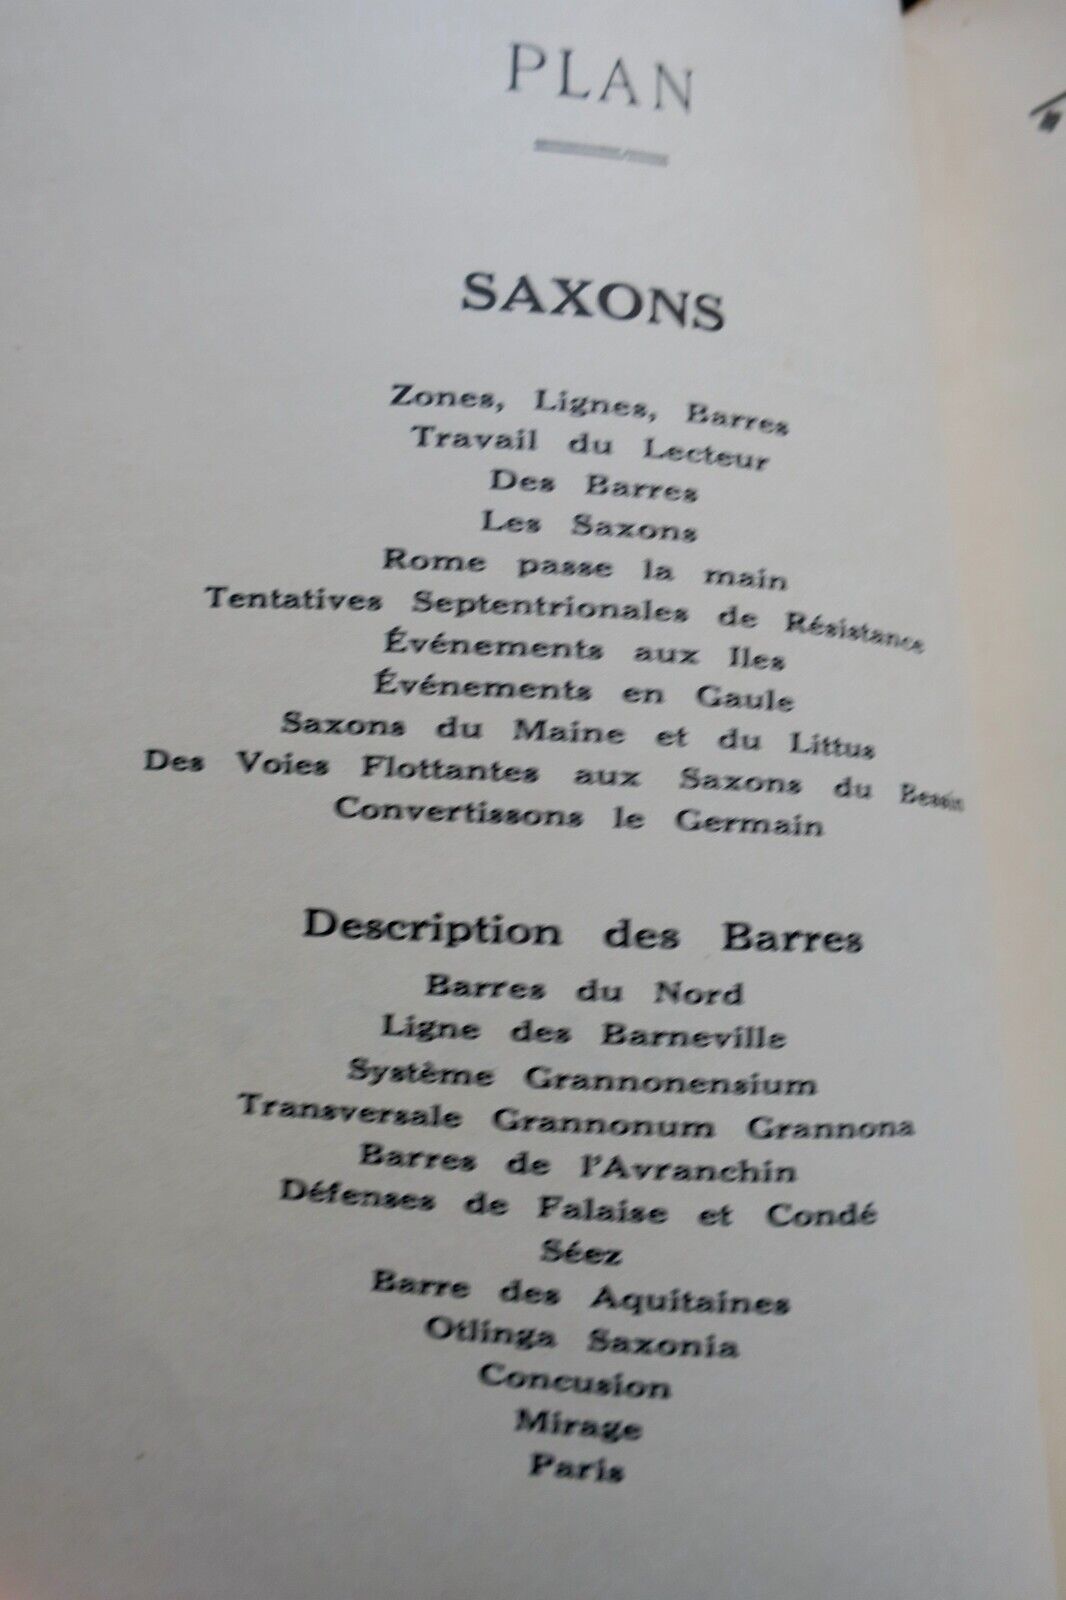 PLAN
SAXONS
Zones, Lignes, Barres
Travail du Lecteur
Des Barres
Les Saxons
Rome passe la main
Tentatives Septentrionales de Résistance
Événements aux Iles
Événements en Gaule
Saxons du Maine et du Littus
Des Voies Flottantes aux Saxons du Bessin
Convertissons le Germain
Description des Barres
Barres du Nord
Ligne des Barneville
Système Grannonensium
Transversale Grannonum Grannona
Barres de l'Avranchin
Défenses de Falaise et Condé
Séez
Barre des Aquitaines
Otlinga Saxonia
Concusion
Mirage
Paris